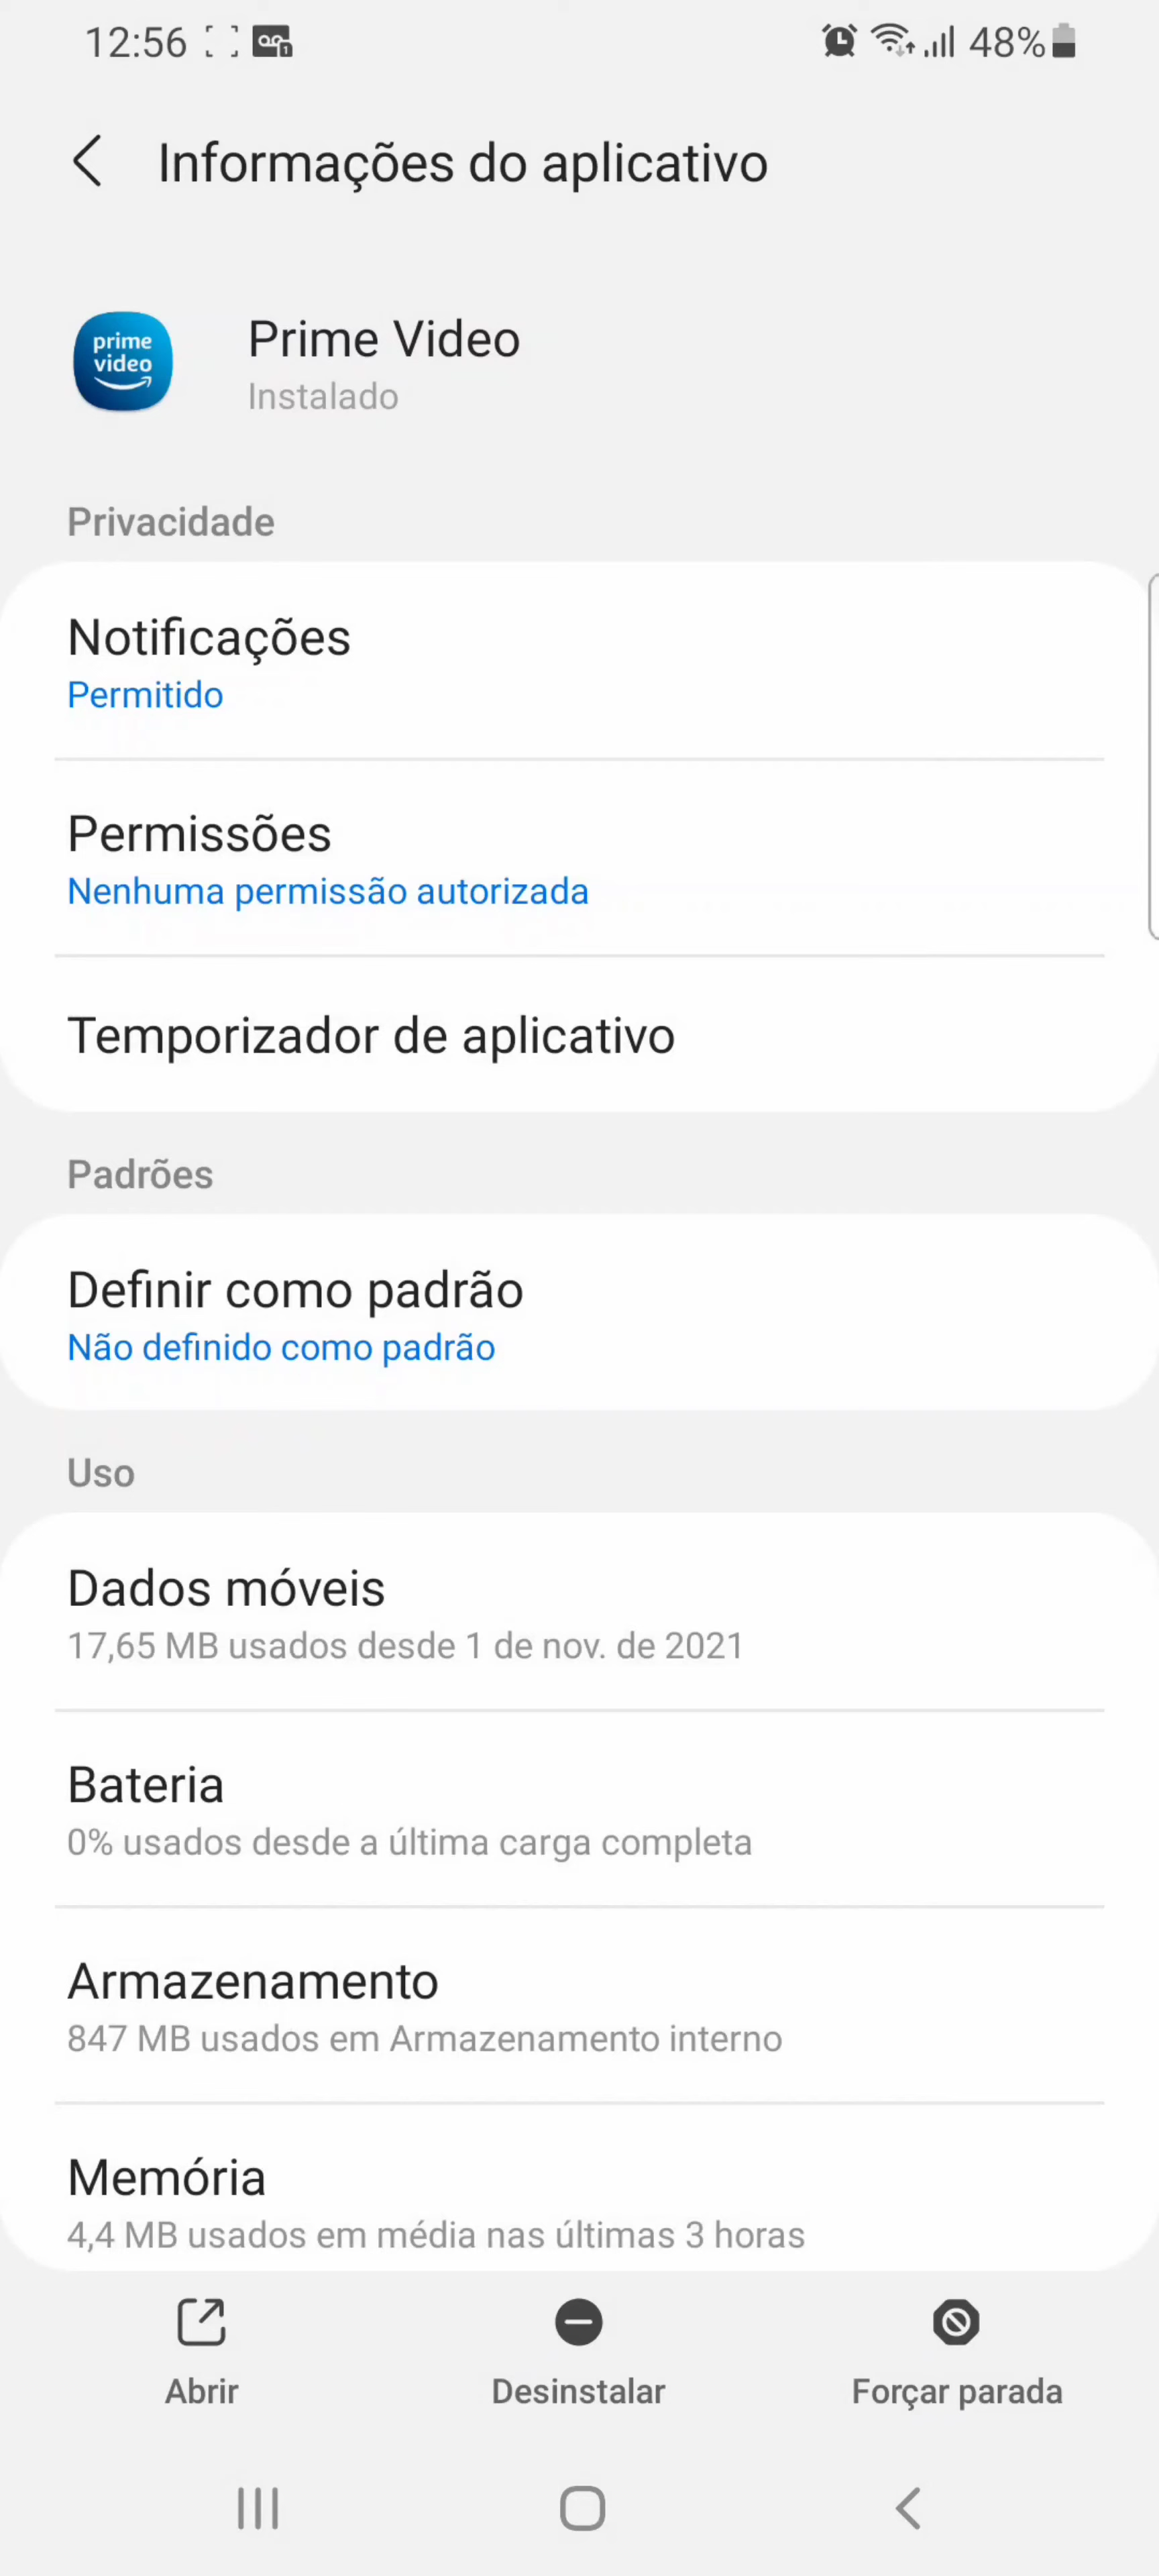 12:56
48%
Informações do aplicativo
prime
video
Prime Video
Instalado
Privacidade
Notificações
Permitido
Permissões
Nenhuma permissão autorizada
Temporizador de aplicativo
Padrões
Definir como padrão
Não definido como padrão
Uso
Dados móveis
17,65 MB usados desde 1 de nov. de 2021
Bateria
0% usados desde a última carga completa
Armazenamento
847 MB usados em Armazenamento interno
Memória
4,4 MB usados em média nas últimas 3 horas
Abrir
Desinstalar
Forçar parada